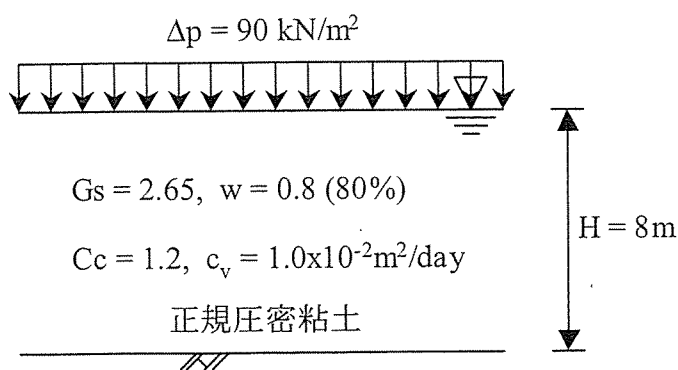 Δp = 90 kN/m²
Gs = 2.65, w = 0.8 (80%)
Cc = 1.2, cᵥ = 1.0x10⁻²m²/day
H = 8m
正規圧密粘土